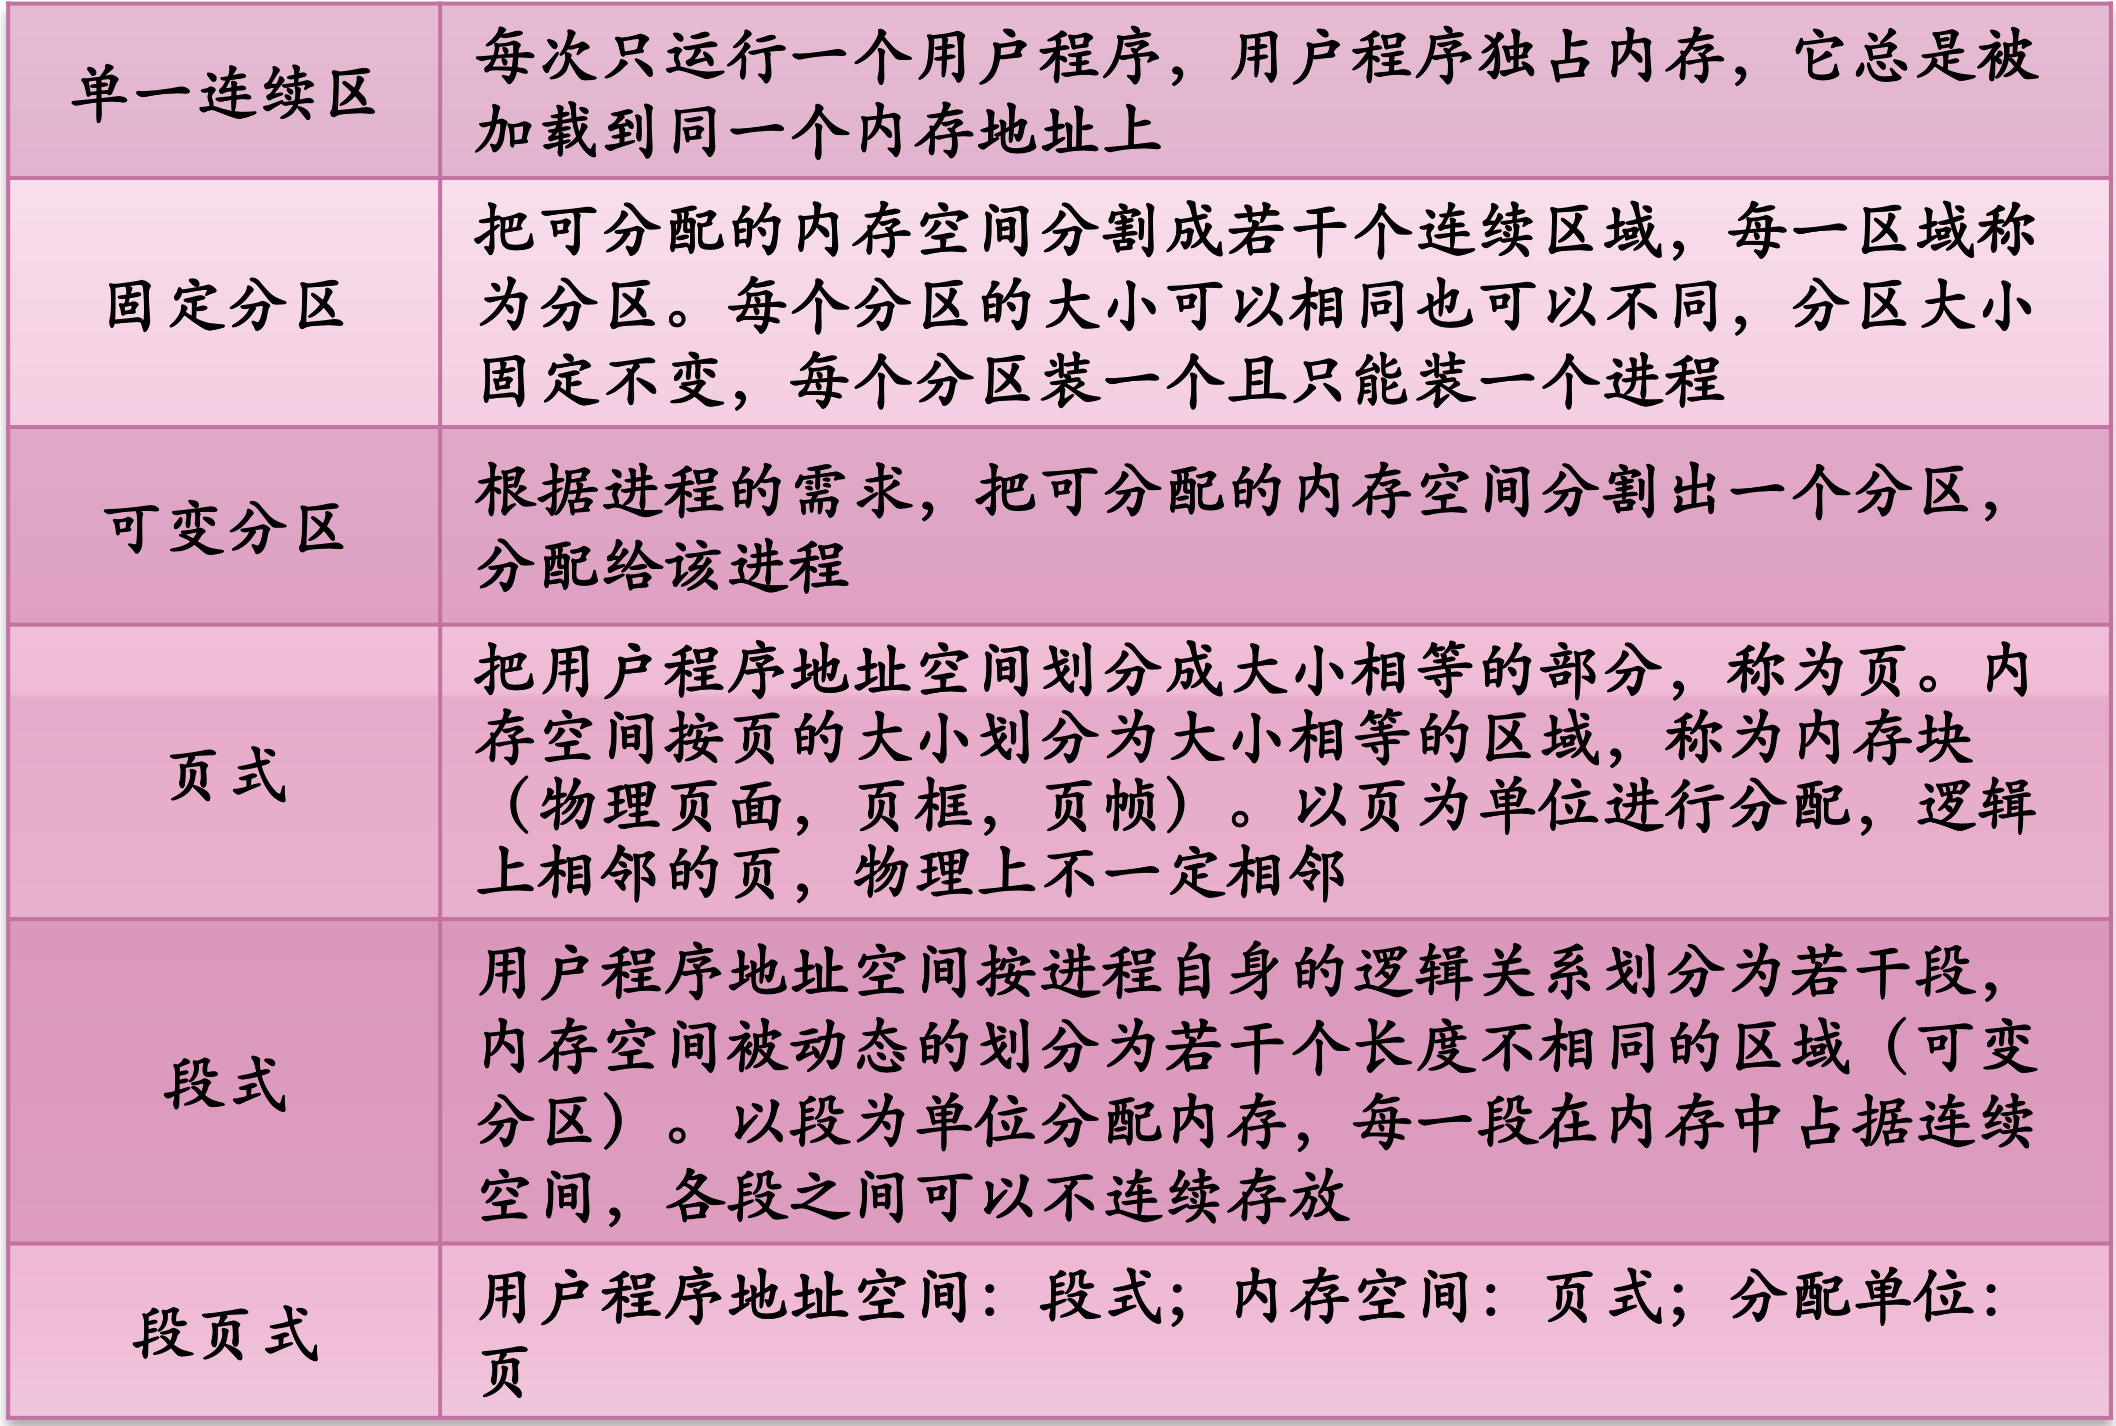 单一连续区
每次只运行一个用户程序，用户程序独占内存，它总是被
加载到同一个内存地址上
固定分区
把可分配的内存空间分割成若干个连续区域，每一区域称
为分区。每个分区的大小可以相同也可以不同，分区大小
固定不变，每个分区装一个且只能装一个进程
可变分区
根据进程的需求，把可分配的内存空间分割出一个分区，
分配给该进程
页式
把用户程序地址空间划分成大小相等的部分，称为页。内
存空间按页的大小划分为大小相等的区域，称为内存块
（物理页面，页框，页帧）。以页为单位进行分配，逻辑
上相邻的页，物理上不一定相邻
段式
用户程序地址空间按进程自身的逻辑关系划分为若干段，
内存空间被动态的划分为若干个长度不相同的区域（可变
分区）。以段为单位分配内存，每一段在内存中占据连续
空间，各段之间可以不连续存放
段页式
用户程序地址空间：段式；内存空间：页式；分配单位：
页